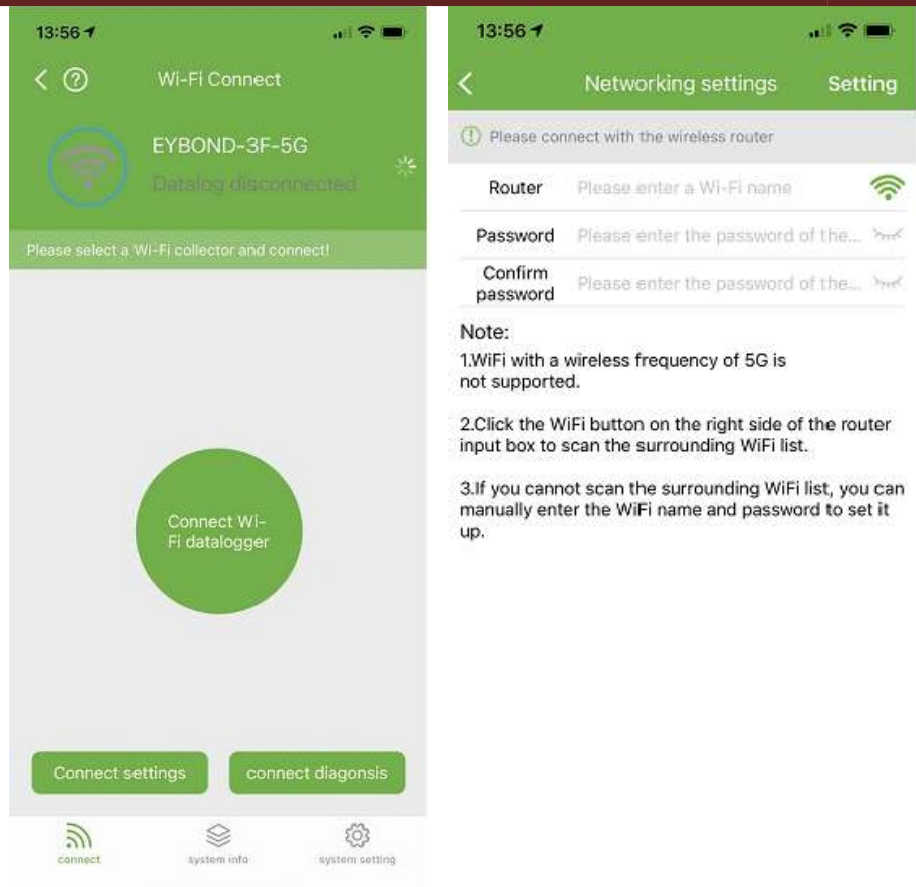 13:56
Wi-Fi Connect
EYBOND-3F-5G
Datalog disconnected
Please select a Wi-Fi collector and connect!
Connect Wi-
Fi datalogger
Connect settings
connect diagonsis
connect
system info
system setting
13:56
Networking settings
Setting
Please connect with the wireless router
Router Please enter a Wi-Fi name
Password Please enter the password of the...
Confirm
password Please enter the password of the...
Note:
1.WiFi with a wireless frequency of 5G is
not supported.
2.Click the WiFi button on the right side of the router
input box to scan the surrounding WiFi list.
3.If you cannot scan the surrounding WiFi list, you can
manually enter the WiFi name and password to set it
up.